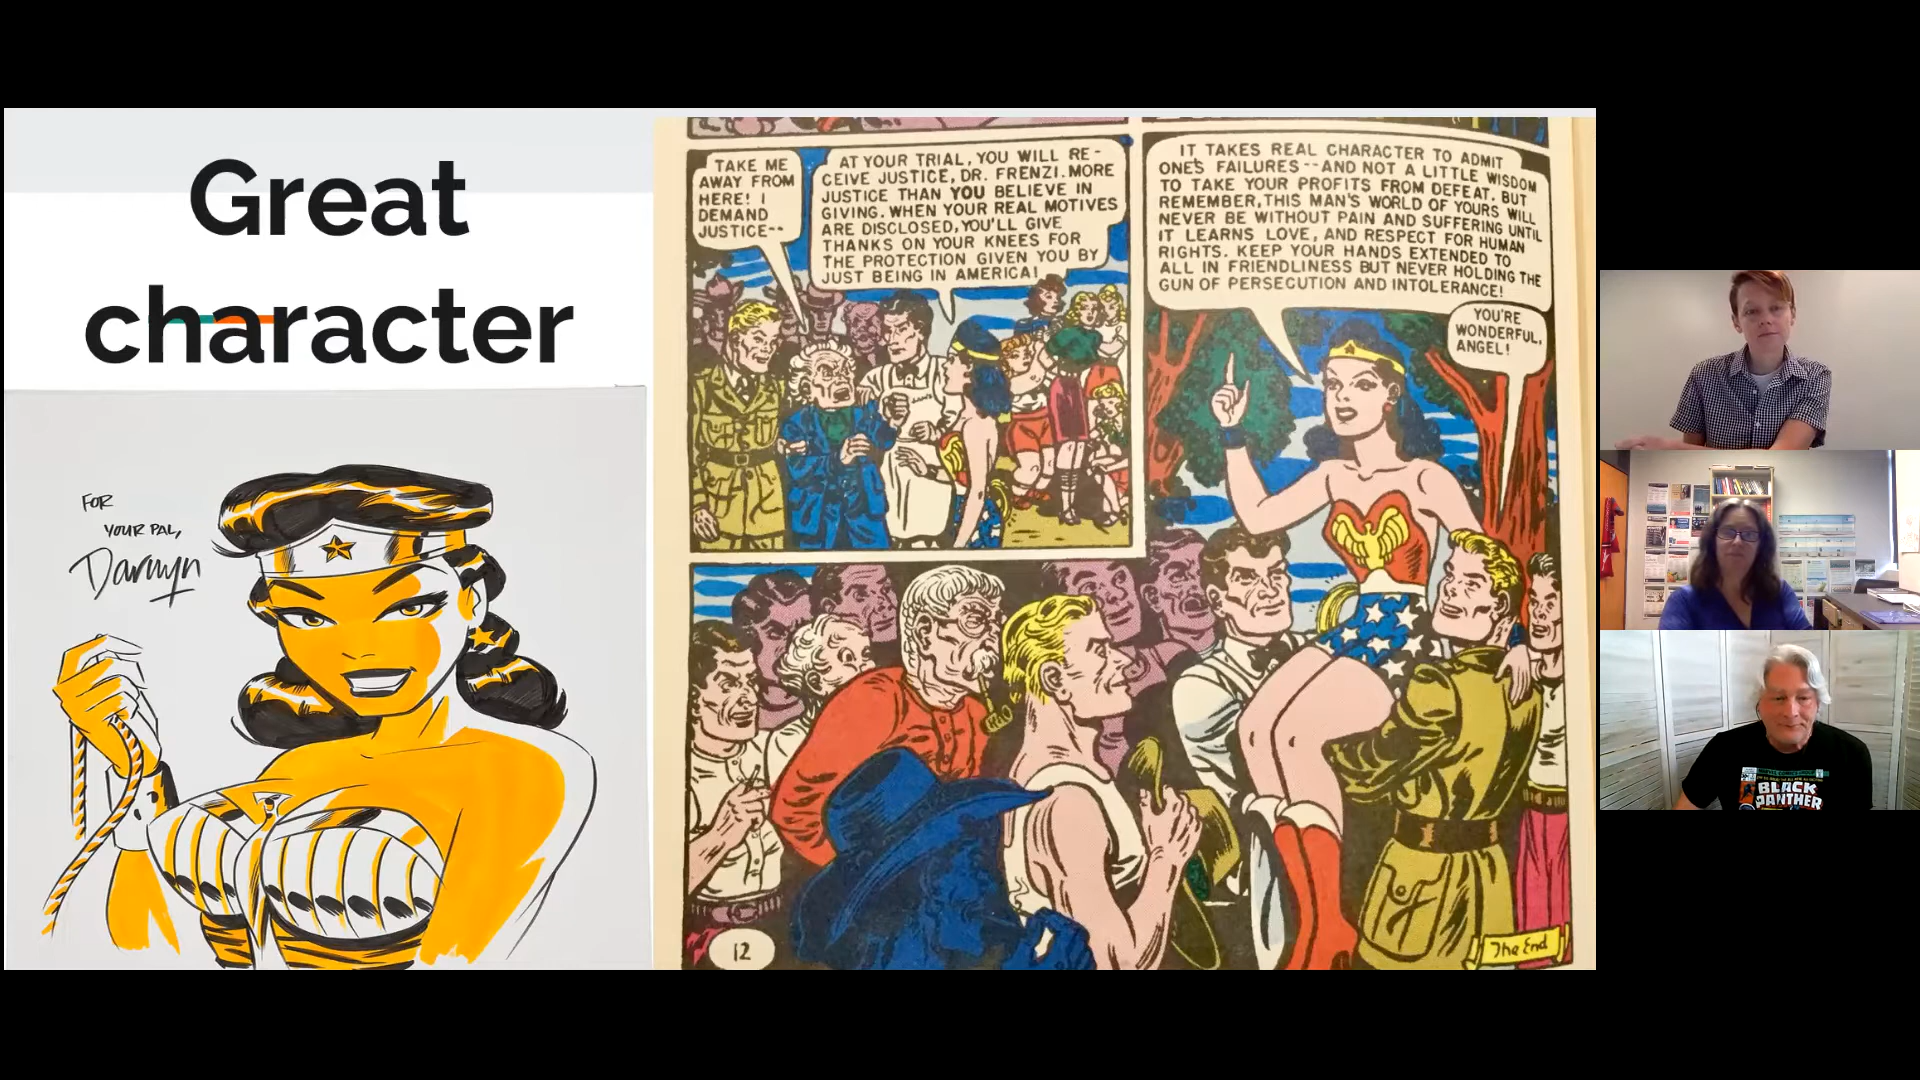 Great
character
FOR
YOUR PAL,
Darwyn
TAKE ME
AWAY FROM
HERE! I
DEMAND
JUSTICE--
AT YOUR TRIAL, YOU WILL RE-
CEIVE JUSTICE, DR. FRENZI. MORE
JUSTICE THAN YOU BELIEVE IN
GIVING. WHEN YOUR REAL MOTIVES
ARE DISCLOSED, YOU'LL GIVE
THANKS ON YOUR KNEES FOR
THE PROTECTION GIVEN YOU BY
JUST BEING IN AMERICA!
IT TAKES REAL CHARACTER TO ADMIT
ONE'S FAILURES--AND NOT A LITTLE WISDOM
TO TAKE YOUR PROFITS FROM DEFEAT. BUT
REMEMBER, THIS MAN'S WORLD OF YOURS WILL
NEVER BE WITHOUT PAIN AND SUFFERING UNTIL
IT LEARNS LOVE, AND RESPECT FOR HUMAN
RIGHTS. KEEP YOUR HANDS EXTENDED TO
ALL IN FRIENDLINESS BUT NEVER HOLDING THE
GUN OF PERSECUTION AND INTOLERANCE!
YOU'RE
WONDERFUL,
ANGEL!
12
The End
BLACK
PANTHER